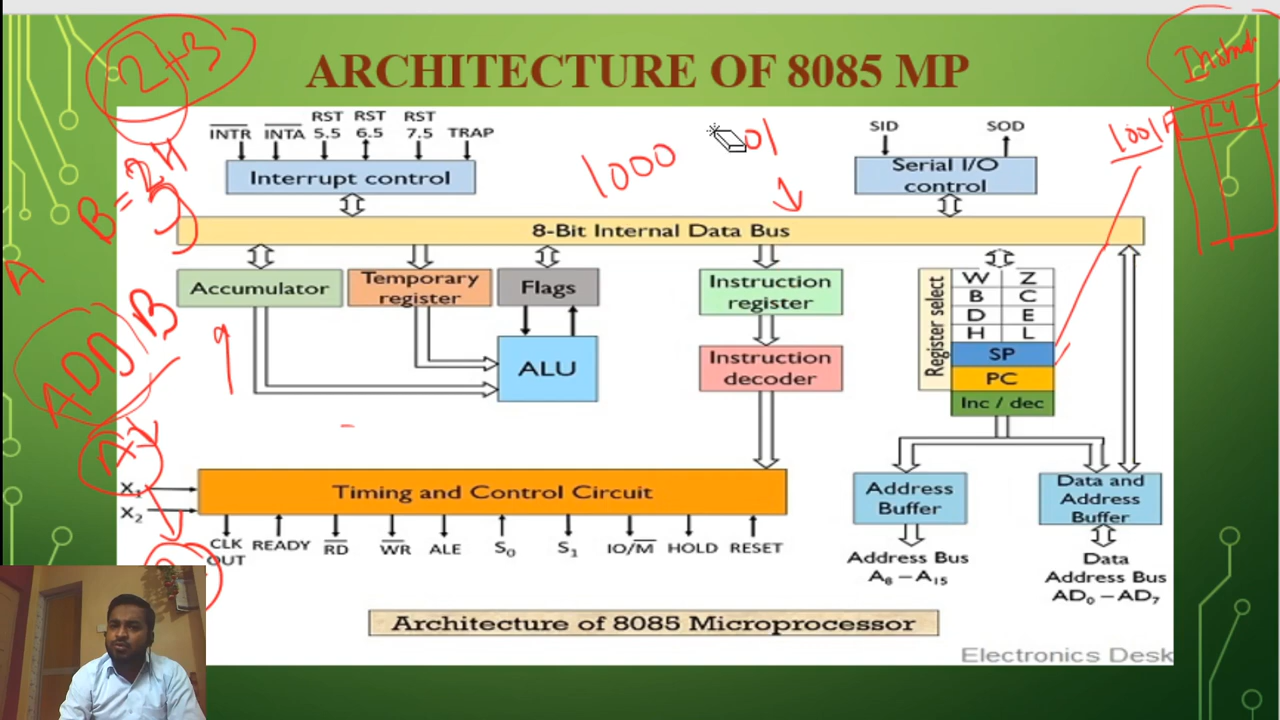 ARCHITECTURE OF 8085 MP
2+3
B=2H
3
A
ADD B
1000
01
1001
24
INTR INTA RST 5.5 RST 6.5 RST 7.5 TRAP
Interrupt control
SID SOD
Serial I/O control
8-Bit Internal Data Bus
Accumulator
Temporary register
Flags
ALU
Instruction register
Instruction decoder
Register select
W Z
B C
D E
H L
SP
PC
Inc / dec
X1
X2
Timing and Control Circuit
CLK OUT READY RD WR ALE S0 S1 IO/M HOLD RESET
Address Buffer
Data and Address Buffer
Address Bus
A8 – A15
Data Address Bus
AD0 – AD7
Architecture of 8085 Microprocessor
Electronics Desk